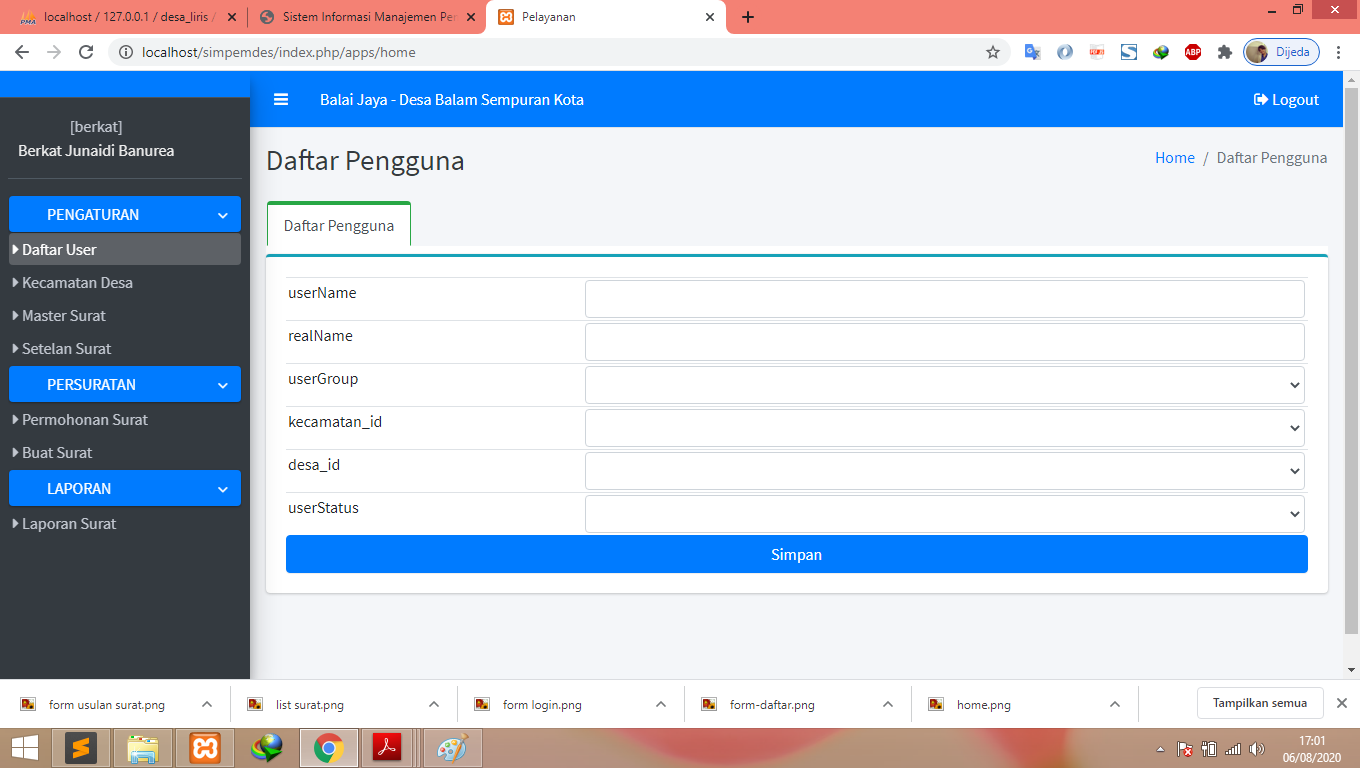 localhost / 127.0.0.1 / desa_liris /
Sistem Informasi Manajemen Pem
Pelayanan
localhost/simpemdes/index.php/apps/home
ABP
Dijeda
Balai Jaya - Desa Balam Sempuran Kota
Logout
[berkat]
Berkat Junaidi Banurea
Daftar Pengguna
Home / Daftar Pengguna
PENGATURAN
Daftar User
Kecamatan Desa
Master Surat
Setelan Surat
PERSURATAN
Permohonan Surat
Buat Surat
LAPORAN
Laporan Surat
Daftar Pengguna
userName
realName
userGroup
kecamatan_id
desa_id
userStatus
Simpan
form usulan surat.png
list surat.png
form login.png
form-daftar.png
home.png
Tampilkan semua
17:01
06/08/2020